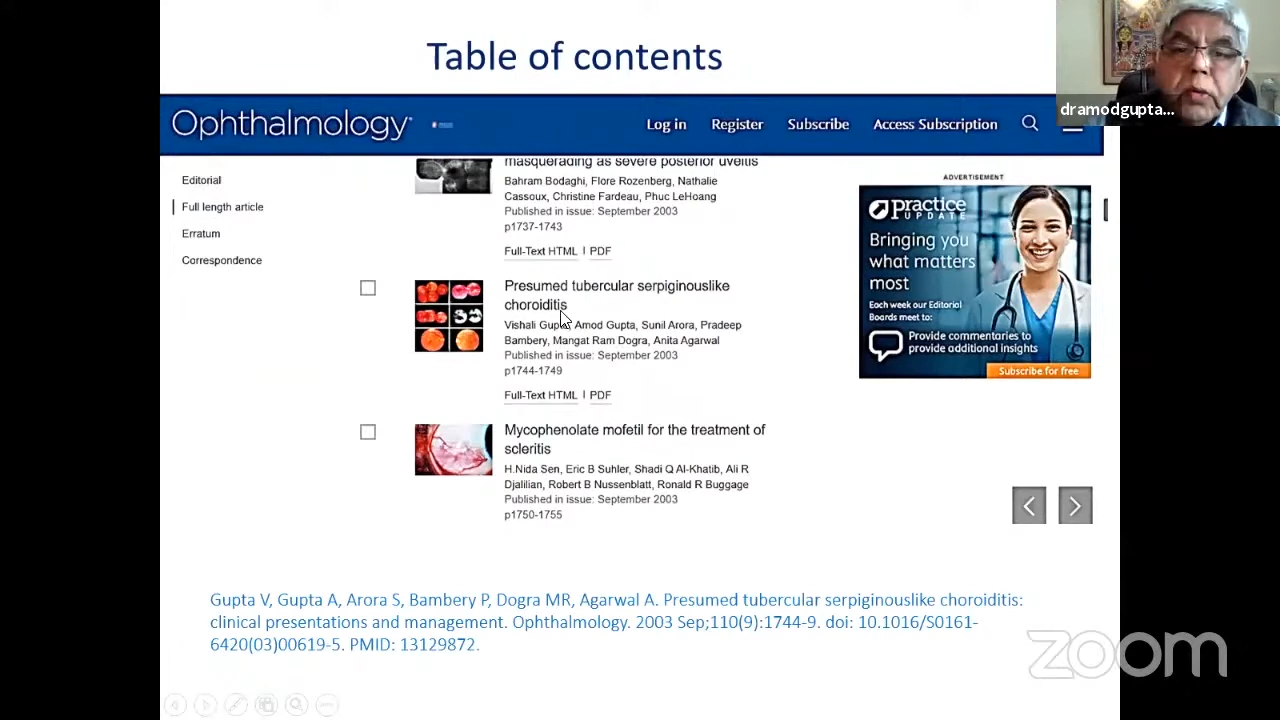 Table of contents
dramodgupta...
Ophthalmology
Log in
Register
Subscribe
Access Subscription
Editorial
Full length article
Erratum
Correspondence
masquerading as severe posterior uveitis
Bahram Bodaghi, Flore Rozenberg, Nathalie
Cassoux, Christine Fardeau, Phuc LeHoang
Published in issue: September 2003
p1737-1743
Full-Text HTML | PDF
Presumed tubercular serpiginouslike
choroiditis
Vishali Gupta, Amod Gupta, Sunil Arora, Pradeep
Bambery, Mangat Ram Dogra, Anita Agarwal
Published in issue: September 2003
p1744-1749
Full-Text HTML | PDF
Mycophenolate mofetil for the treatment of
scleritis
H.Nida Sen, Eric B Suhler, Shadi Q Al-Khatib, Ali R
Djalilian, Robert B Nussenblatt, Ronald R Buggage
Published in issue: September 2003
p1750-1755
ADVERTISEMENT
practice
UPDATE
Bringing you
what matters
most
Each week our Editorial
Boards meet to:
Provide commentaries to
provide additional insights
Subscribe for free
Gupta V, Gupta A, Arora S, Bambery P, Dogra MR, Agarwal A. Presumed tubercular serpiginouslike choroiditis:
clinical presentations and management. Ophthalmology. 2003 Sep;110(9):1744-9. doi: 10.1016/S0161-
6420(03)00619-5. PMID: 13129872.
zoom